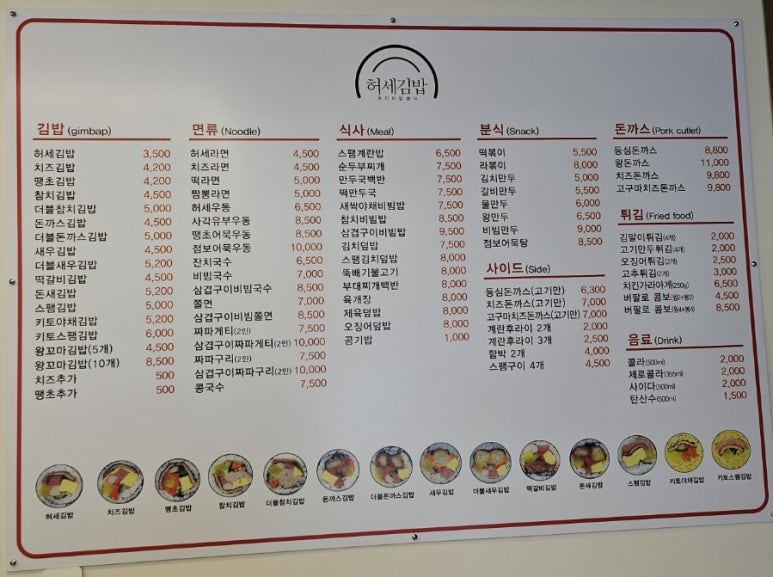 허세김밥
프리미엄 분식
김밥 (gimbap)
허세김밥 3,500
치즈김밥 4,200
땡초김밥 4,200
참치김밥 4,500
더블참치김밥 5,000
돈까스김밥 4,500
더블돈까스김밥 5,000
새우김밥 4,500
더블새우김밥 5,200
떡갈비김밥 4,500
돈새김밥 5,200
스팸김밥 5,000
키토야채김밥 5,200
키토스팸김밥 6,000
왕꼬마김밥(5개) 4,500
왕꼬마김밥(10개) 8,500
치즈추가 500
땡초추가 500
면류 (Noodle)
허세라면 4,500
치즈라면 4,500
떡라면 5,000
짬뽕라면 5,000
허세우동 6,500
사각유부우동 8,500
땡초어묵우동 8,500
점보어묵우동 10,000
잔치국수 6,500
비빔국수 7,000
삼겹구이비빔국수 8,500
쫄면 7,000
삼겹구이비빔쫄면 8,500
짜파게티(2인) 7,500
삼겹구이짜파게티(2인) 10,000
짜파구리(2인) 7,500
삼겹구이짜파구리(2인) 10,000
콩국수 7,500
식사 (Meal)
스팸계란밥 6,500
순두부찌개 7,500
만두국백반 7,500
떡만두국 7,500
새싹야채비빔밥 7,500
참치비빔밥 8,500
삼겹구이비빔밥 9,500
김치덮밥 7,500
스팸김치덮밥 8,000
뚝배기불고기 8,000
부대찌개백반 8,000
육개장 8,000
제육덮밥 8,000
오징어덮밥 8,000
공기밥 1,000
분식 (Snack)
떡볶이 5,500
라볶이 8,000
김치만두 5,000
갈비만두 5,500
물만두 6,000
왕만두 6,500
비빔만두 9,000
점보어묵탕 8,500
사이드 (Side)
등심돈까스(고기만) 6,300
치즈돈까스(고기만) 7,000
고구마치즈돈까스(고기만) 7,000
계란후라이 2개 2,000
계란후라이 3개 2,500
함박 2개 4,000
스팸구이 4개 4,500
돈까스 (Pork cutlet)
등심돈까스 8,800
왕돈까스 11,000
치즈돈까스 9,800
고구마치즈돈까스 9,800
튀김 (Fried food)
김말이튀김(4개) 2,000
고기만두튀김(4개) 2,000
오징어튀김(2개) 2,500
고추튀김(2개) 3,000
치킨가라아게(250g) 6,500
버팔로 콤보(윙2+봉2) 4,500
버팔로 콤보(윙4+봉4) 8,500
음료 (Drink)
콜라(500ml) 2,000
제로콜라(355ml) 2,000
사이다(500ml) 2,000
탄산수(500ml) 1,500
허세김밥
치즈김밥
땡초김밥
참치김밥
더블참치김밥
돈까스김밥
더블돈까스김밥
새우김밥
더블새우김밥
떡갈비김밥
돈새김밥
스팸김밥
키토야채김밥
키토스팸김밥